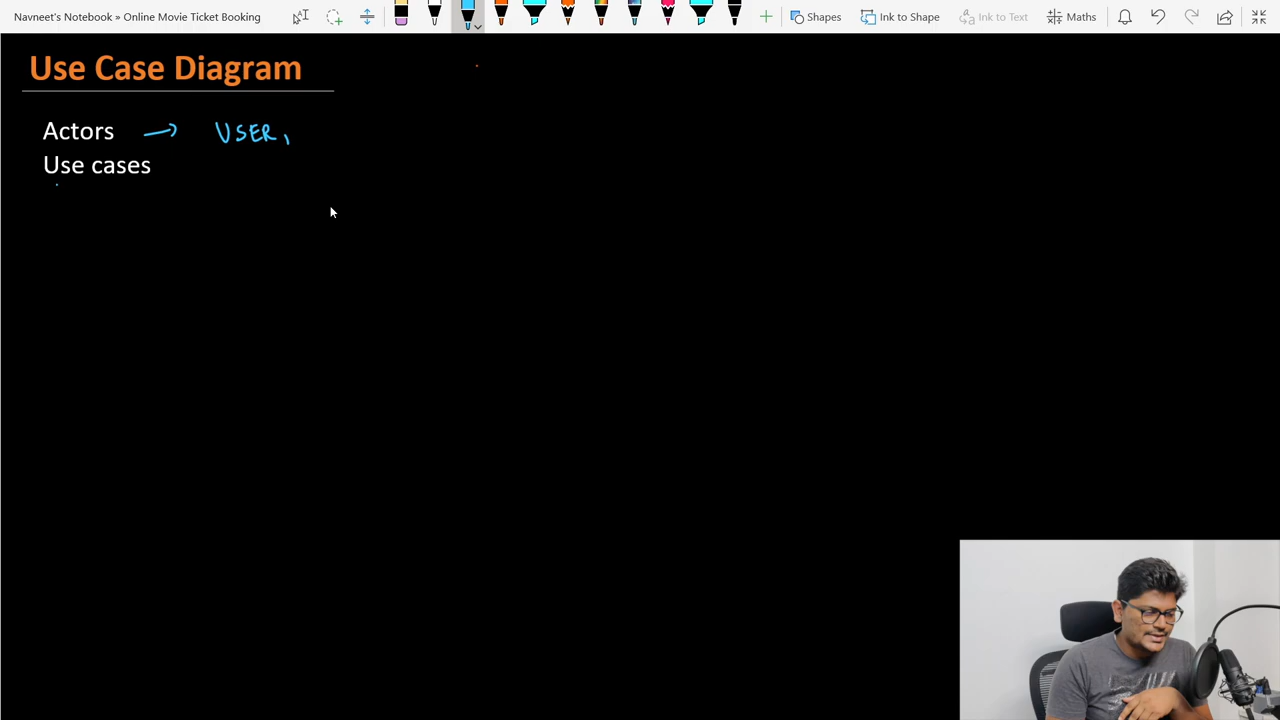 Navneet's Notebook » Online Movie Ticket Booking
Shapes
Ink to Shape
Ink to Text
Maths
Use Case Diagram
Actors → USER,
Use cases